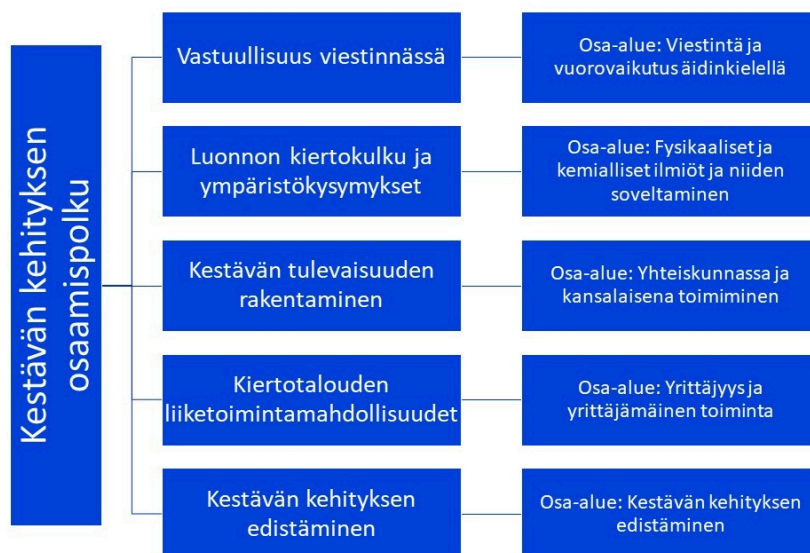 Kestävän kehityksen
osaamispolku
Vastuullisuus viestinnässä
Osa-alue: Viestintä ja
vuorovaikutus äidinkielellä
Luonnon kiertokulku ja
ympäristökysymykset
Osa-alue: Fysikaaliset ja
kemialliset ilmiöt ja niiden
soveltaminen
Kestävän tulevaisuuden
rakentaminen
Osa-alue: Yhteiskunnassa ja
kansalaisena toimiminen
Kiertotalouden
liiketoimintamahdollisuudet
Osa-alue: Yrittäjyys ja
yrittäjämäinen toiminta
Kestävän kehityksen
edistäminen
Osa-alue: Kestävän kehityksen
edistäminen